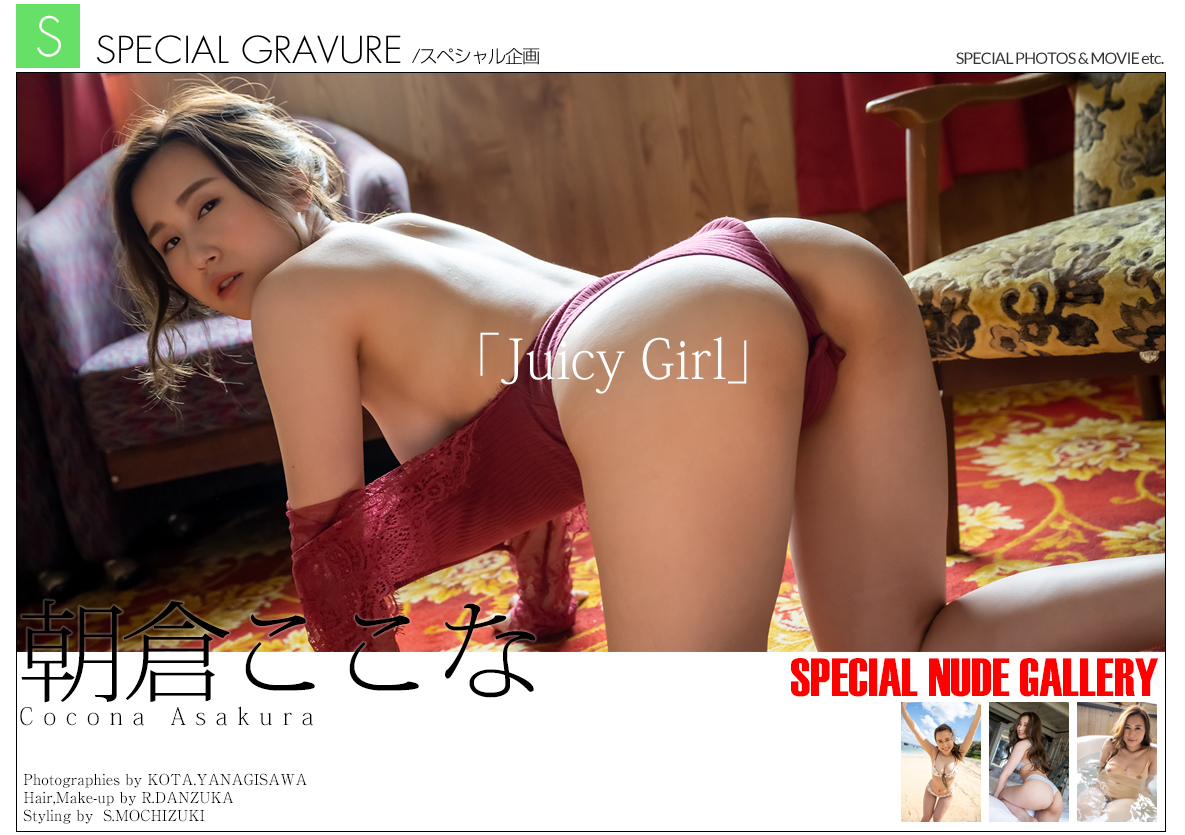 S
SPECIAL GRAVURE /スペシャル企画
SPECIAL PHOTOS & MOVIE etc.
「Juicy Girl」
朝倉ここな
Cocona Asakura
SPECIAL NUDE GALLERY
Photographies by KOTA.YANAGISAWA
Hair,Make-up by R.DANZUKA
Styling by S.MOCHIZUKI